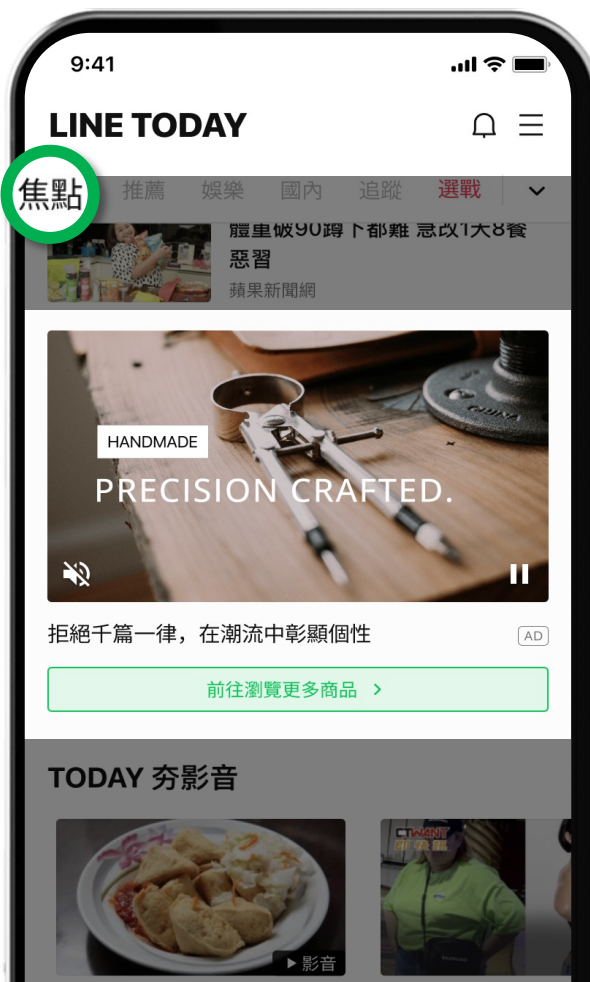 9:41
LINE TODAY
焦點 推薦 娛樂 國內 追蹤 選戰
體重破90蹲下都難 急改1天8餐
惡習
蘋果新聞網
HANDMADE
PRECISION CRAFTED.
CHINA
拒絕千篇一律，在潮流中彰顯個性
AD
前往瀏覽更多商品 >
TODAY 夯影音
CTWANT
影音